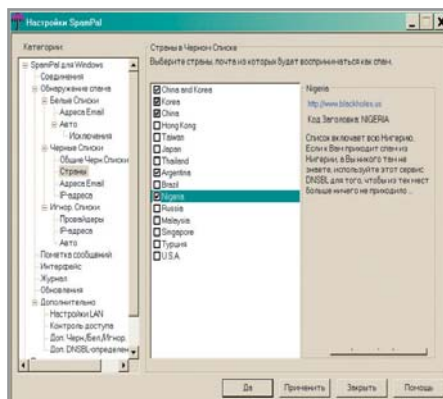 Настройки SpamPal
Категории:
SpamPal для Windows
Соединения
Обнаружение спама
Белые Списки
Адреса Email
Авто
Исключения
Черные Списки
Общие Черн.Списки
Страны
Адреса Email
IP-адреса
Игнор. Списки
Провайдеры
IP-адреса
Авто
Пометка сообщений
Интерфейс
Журнал
Обновления
Дополнительно
Настройки LAN
Контроль доступа
Доп. Черн./Бел./Игнор.
Доп. DNSBL-определен
Страны в Черном Списке
Выберите страны, почта из которых будет восприниматься как спам.
China and Korea
Korea
China
Hong Kong
Taiwan
Japan
Thailand
Argentina
Brazil
Nigeria
Russia
Malaysia
Singapore
Турция
U.S.A.
Nigeria
http://www.blackholes.us
Код Заголовка: NIGERIA
Список включает всю Нигерию.
Если к Вам приходит спам из
Нигерии, а Вы никого там не
знаете, используйте этот сервис
DNSBL для того, чтобы из тех мест
больше ничего не приходило ...
Да
Применить
Закрыть
Помощь